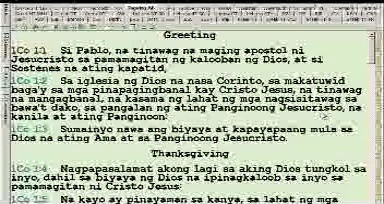 Greeting
1Co 1:1 Si Pablo, na tinawag na maging apostol ni
Jesucristo sa pamamagitan ng kalooban ng Dios, at si
Sostenes na ating kapatid,
1Co 1:2 Sa iglesia ng Dios na nasa Corinto, sa makatuwid
baga'y sa mga pinapagingbanal kay Cristo Jesus, na tinawag
na mangagbanal, na kasama ng lahat ng mga nagsisitawag sa
bawa't dako, sa pangalan ng ating Panginoong Jesucristo, na
kanila at ating Panginoon:
1Co 1:3 Sumainyo nawa ang biyaya at kapayapaang mula sa
Dios na ating Ama at sa Panginoong Jesucristo.
Thanksgiving
1Co 1:4 Nagpapasalamat akong lagi sa aking Dios tungkol sa
inyo, dahil sa biyaya ng Dios na ipinagkaloob sa inyo sa
pamamagitan ni Cristo Jesus;
1Co 1:5 Na kayo ay pinayaman sa kanya, sa lahat ng mga